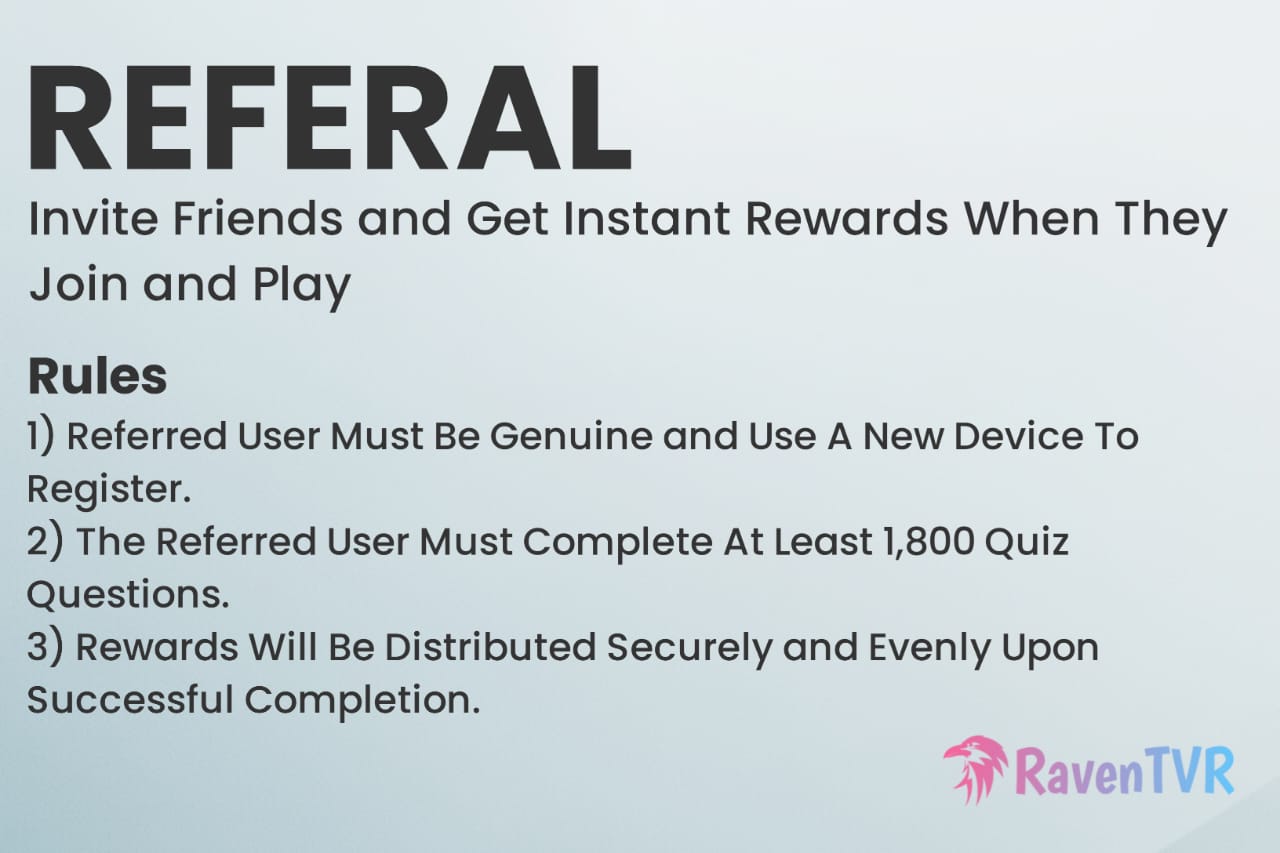 REFERAL
Invite Friends and Get Instant Rewards When They
Join and Play
Rules
1) Referred User Must Be Genuine and Use A New Device To
Register.
2) The Referred User Must Complete At Least 1,800 Quiz
Questions.
3) Rewards Will Be Distributed Securely and Evenly Upon
Successful Completion.
RavenTVR